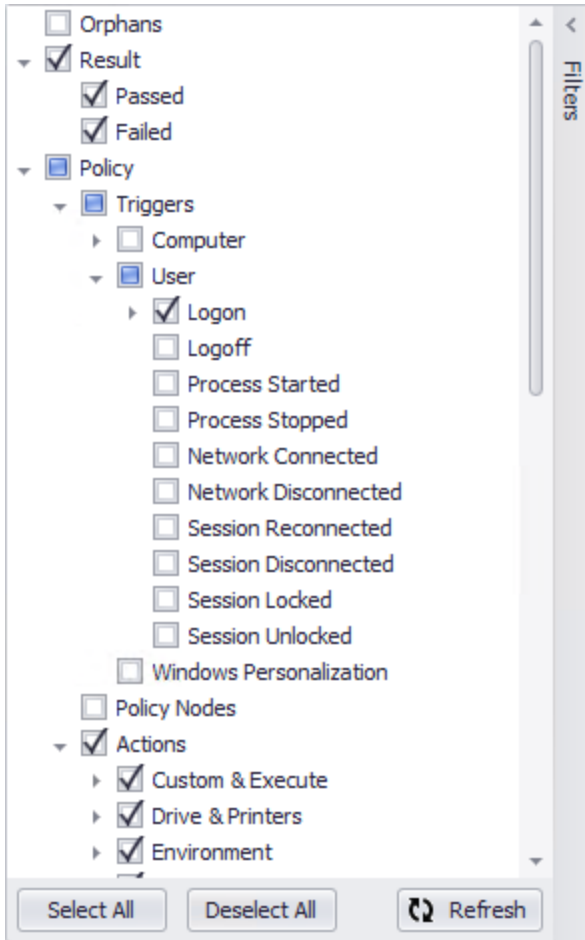 Orphans
Result
Passed
Failed
Policy
Triggers
Computer
User
Logon
Logoff
Process Started
Process Stopped
Network Connected
Network Disconnected
Session Reconnected
Session Disconnected
Session Locked
Session Unlocked
Windows Personalization
Policy Nodes
Actions
Custom & Execute
Drive & Printers
Environment
Select All Deselect All Refresh
Filters